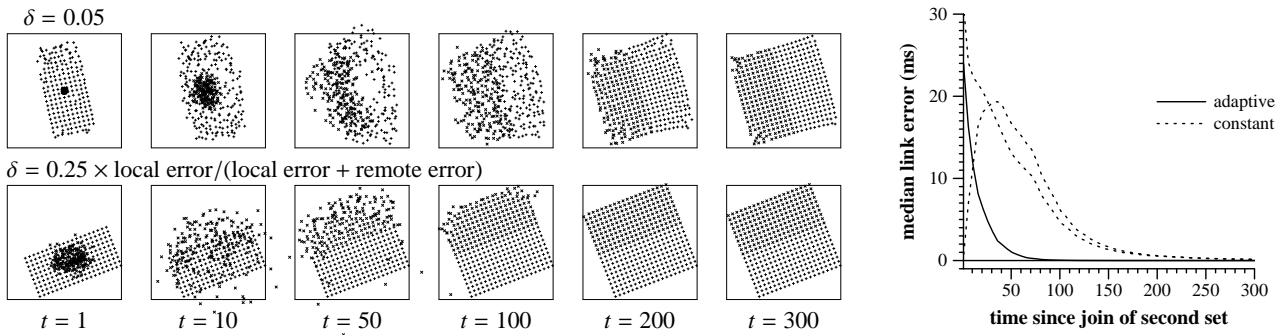 δ = 0.05
δ = 0.25 × local error/(local error + remote error)
t = 1
t = 10
t = 50
t = 100
t = 200
t = 300
median link error (ms)
30
20
10
0
adaptive
constant
50
100
150
200
250
300
time since join of second set